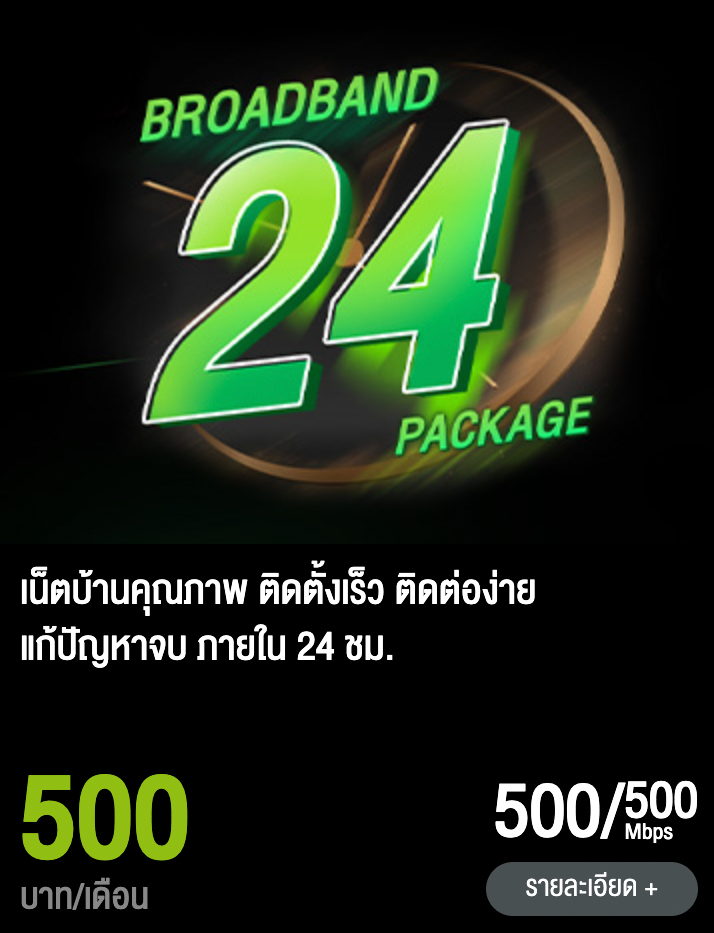 BROADBAND
24
PACKAGE
เน็ตบ้านคุณภาพ ติดตั้งเร็ว ติดต่อง่าย
แก้ปัญหาจบ ภายใน 24 ชม.
500
บาท/เดือน
500/500
Mbps
รายละเอียด +